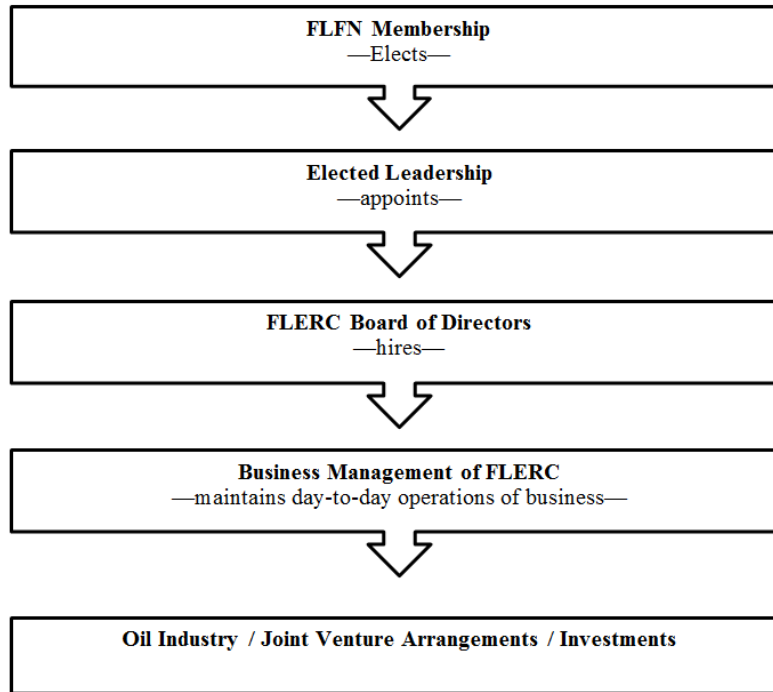 FLFN Membership
—Elects—
Elected Leadership
—appoints—
FLERC Board of Directors
—hires—
Business Management of FLERC
—maintains day-to-day operations of business—
Oil Industry / Joint Venture Arrangements / Investments